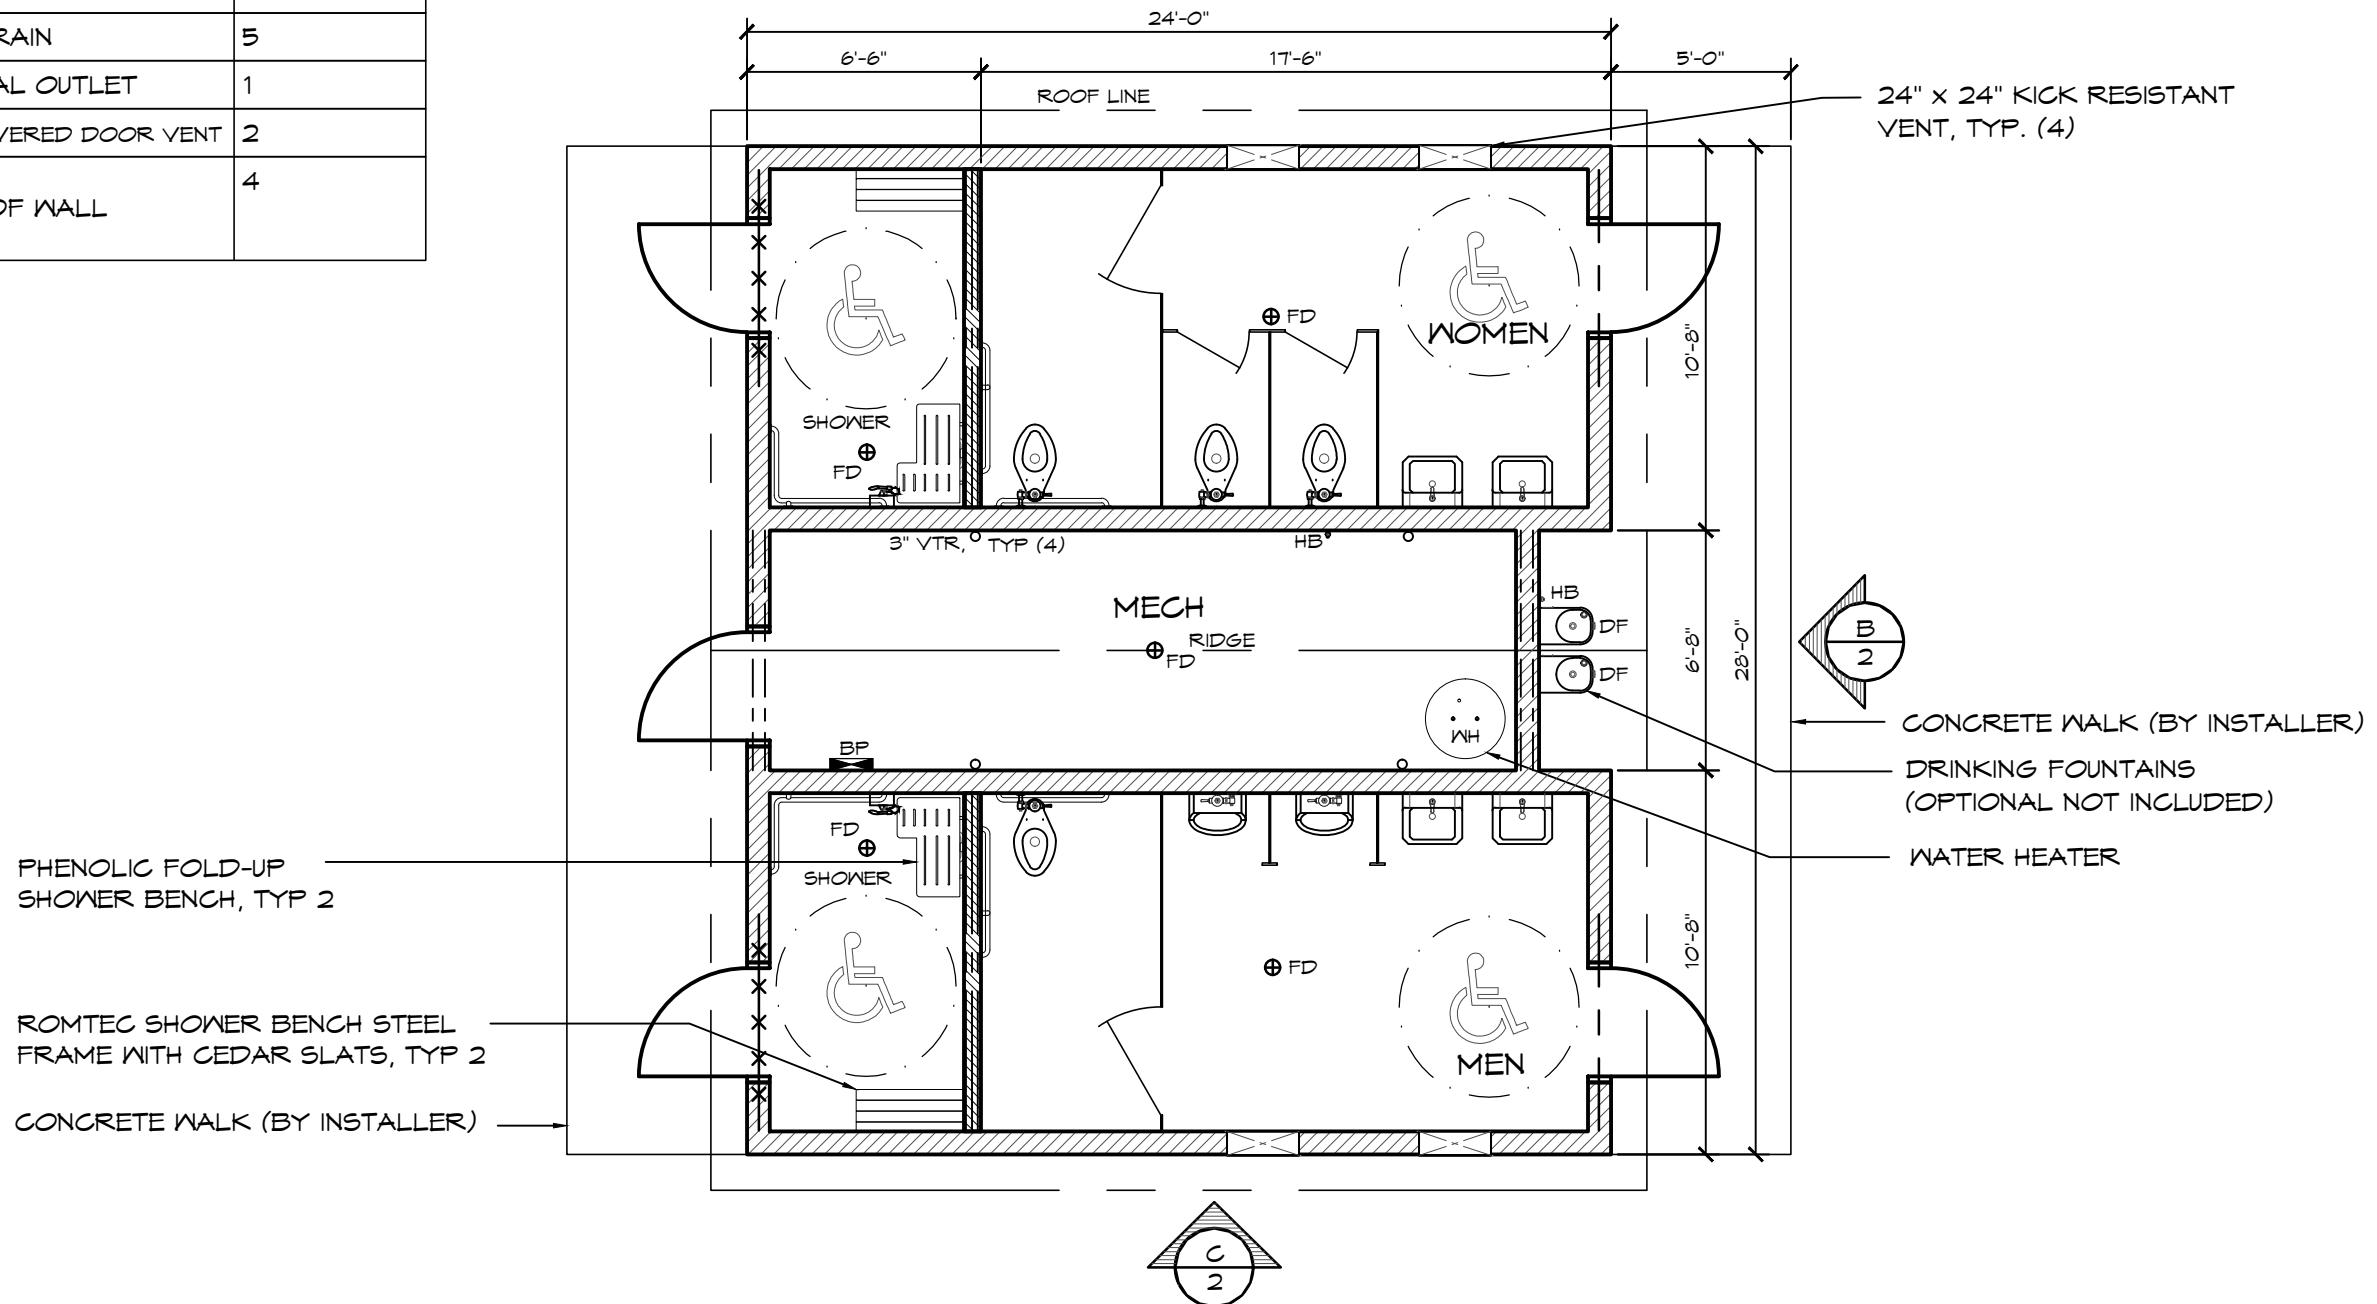 RAIN 5
AL OUTLET 1
VERED DOOR VENT 2
4
OF WALL
24'-0"
6'-6" 17'-6" 5'-0"
ROOF LINE
24" X 24" KICK RESISTANT
VENT, TYP. (4)
FD
WOMEN
10'-8"
SHOWER
FD
3" VTR, TYP (4)
HB
MECH
RIDGE
FD
HB
DF
DF
6'-8"
28'-0"
B
2
WH
BP
CONCRETE WALK (BY INSTALLER)
DRINKING FOUNTAINS
(OPTIONAL NOT INCLUDED)
WATER HEATER
FD
SHOWER
PHENOLIC FOLD-UP
SHOWER BENCH, TYP 2
FD
10'-8"
MEN
ROMTEC SHOWER BENCH STEEL
FRAME WITH CEDAR SLATS, TYP 2
CONCRETE WALK (BY INSTALLER)
C
2